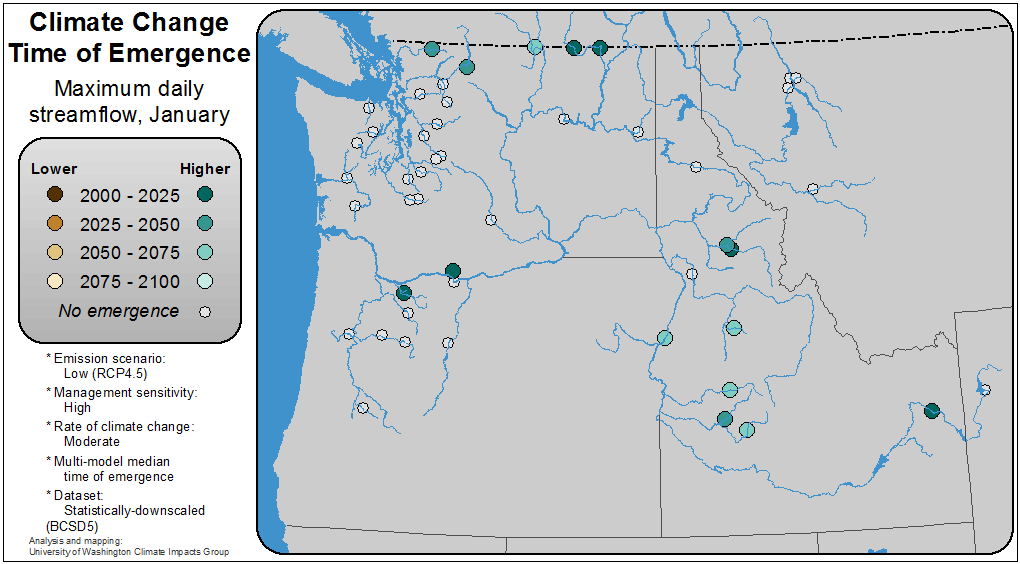 Climate Change
Time of Emergence
Maximum daily
streamflow, January
Lower Higher
2000 - 2025
2025 - 2050
2050 - 2075
2075 - 2100
No emergence
* Emission scenario:
Low (RCP4.5)
* Management sensitivity:
High
* Rate of climate change:
Moderate
* Multi-model median
time of emergence
* Dataset:
Statistically-downscaled
(BCSD5)
Analysis and mapping:
University of Washington Climate Impacts Group